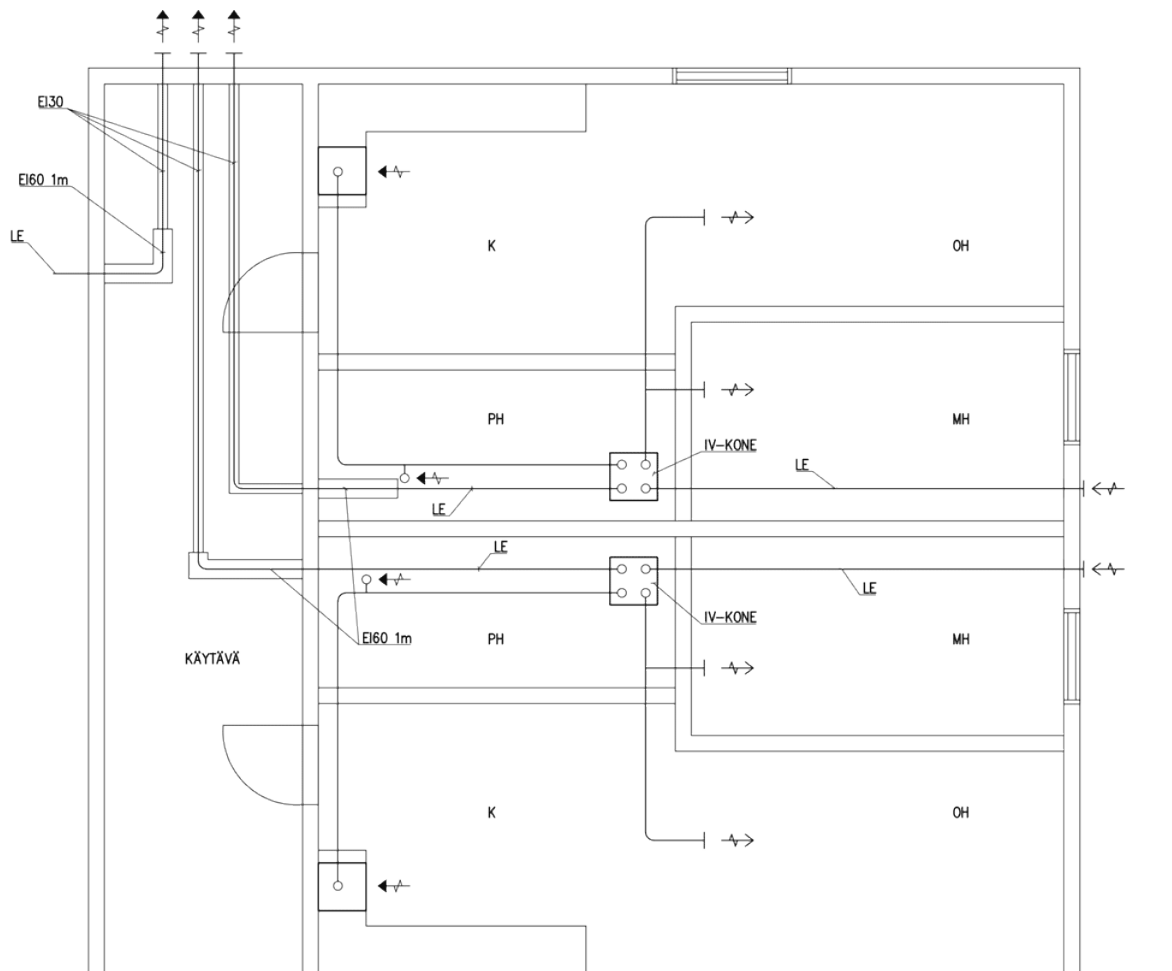 EI30
EI60 1m
LE
K
OH
PH
MH
IV-KONE
LE
LE
LE
LE
IV-KONE
EI60 1m
PH
MH
KÄYTÄVÄ
K
OH